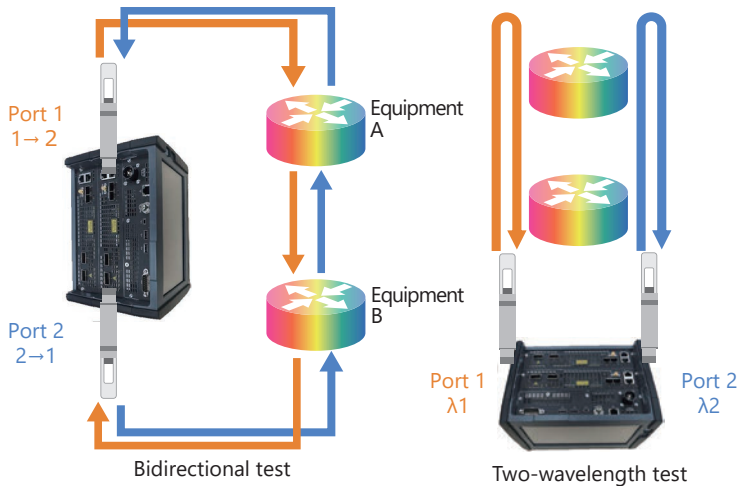 Port 1
1→ 2
Equipment
A
Port 2
2→1
Equipment
B
Bidirectional test
Port 1
λ1
Port 2
λ2
Two-wavelength test